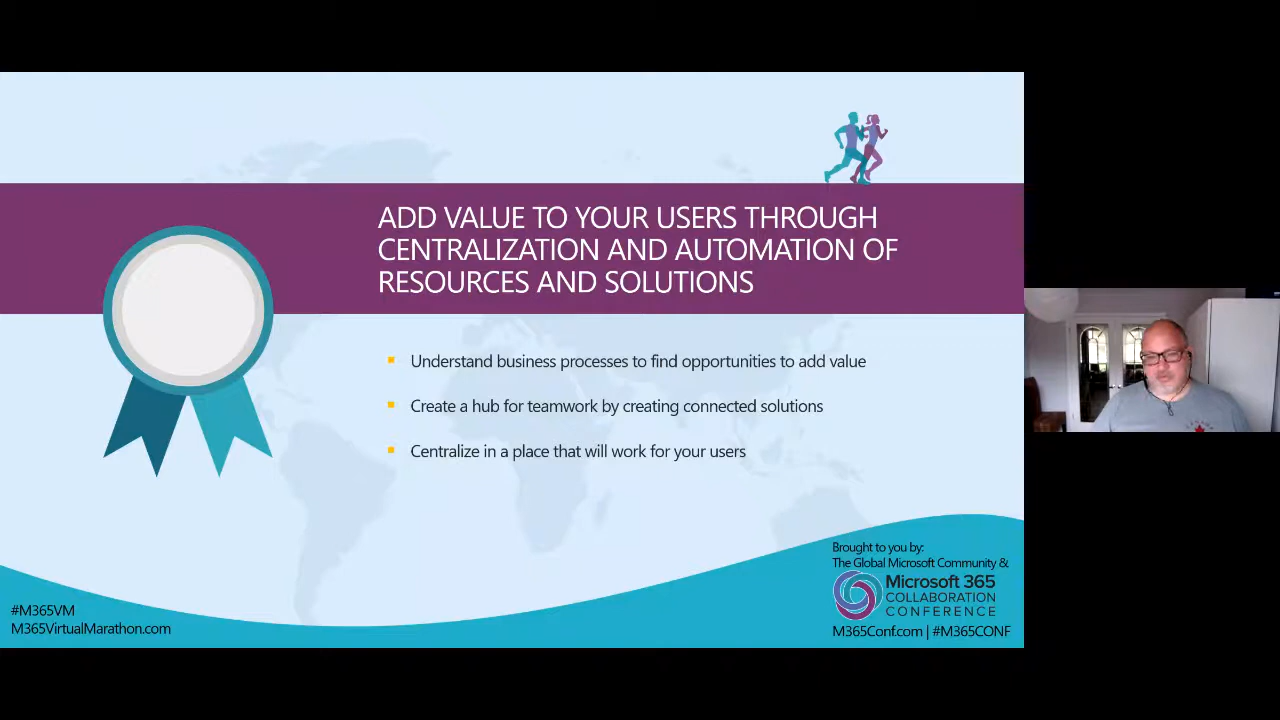 ADD VALUE TO YOUR USERS THROUGH
CENTRALIZATION AND AUTOMATION OF
RESOURCES AND SOLUTIONS
Understand business processes to find opportunities to add value
Create a hub for teamwork by creating connected solutions
Centralize in a place that will work for your users
Brought to you by:
The Global Microsoft Community &
Microsoft 365
COLLABORATION
CONFERENCE
M365Conf.com | #M365CONF
#M365VM
M365VirtualMarathon.com